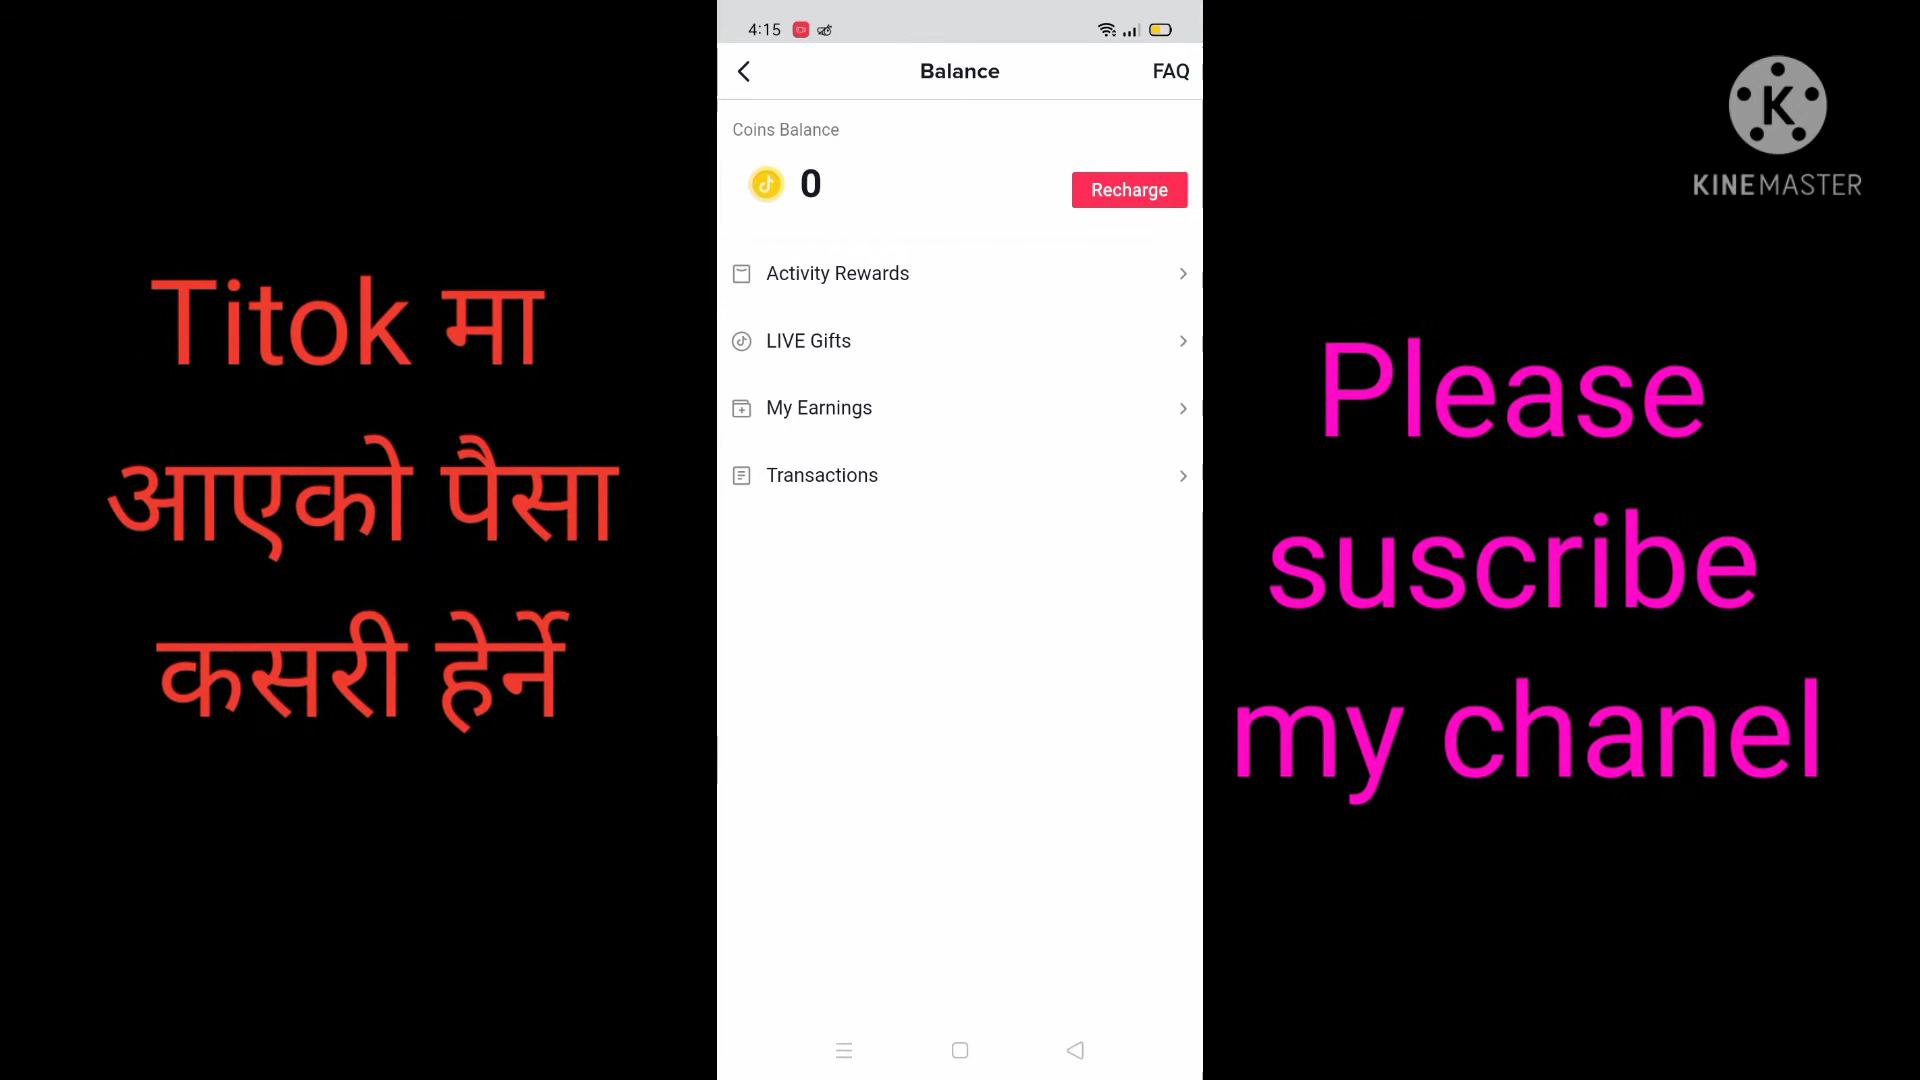 4:15
Balance
FAQ
Coins Balance
0
Recharge
Activity Rewards
LIVE Gifts
My Earnings
Transactions
Titok मा
आएको पैसा
कसरी हेर्ने
K
KINEMASTER
Please
suscribe
my chanel